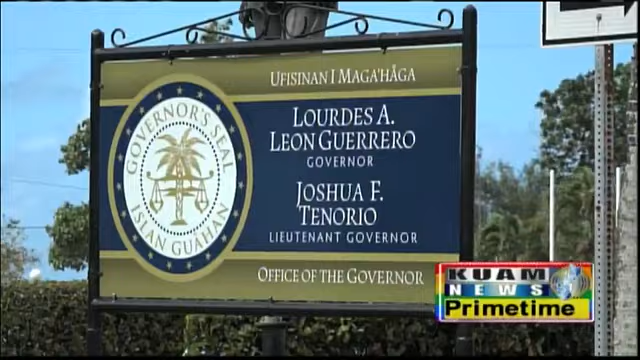 UFISINAN I MAGA'HÅGA
LOURDES A.
LEON GUERRERO
GOVERNOR
JOSHUA F.
TENORIO
LIEUTENANT GOVERNOR
OFFICE OF THE GOVERNOR
GOVERNOR'S SEAL
ISLAN GUÅHAN
KUAM
NEWS
Primetime